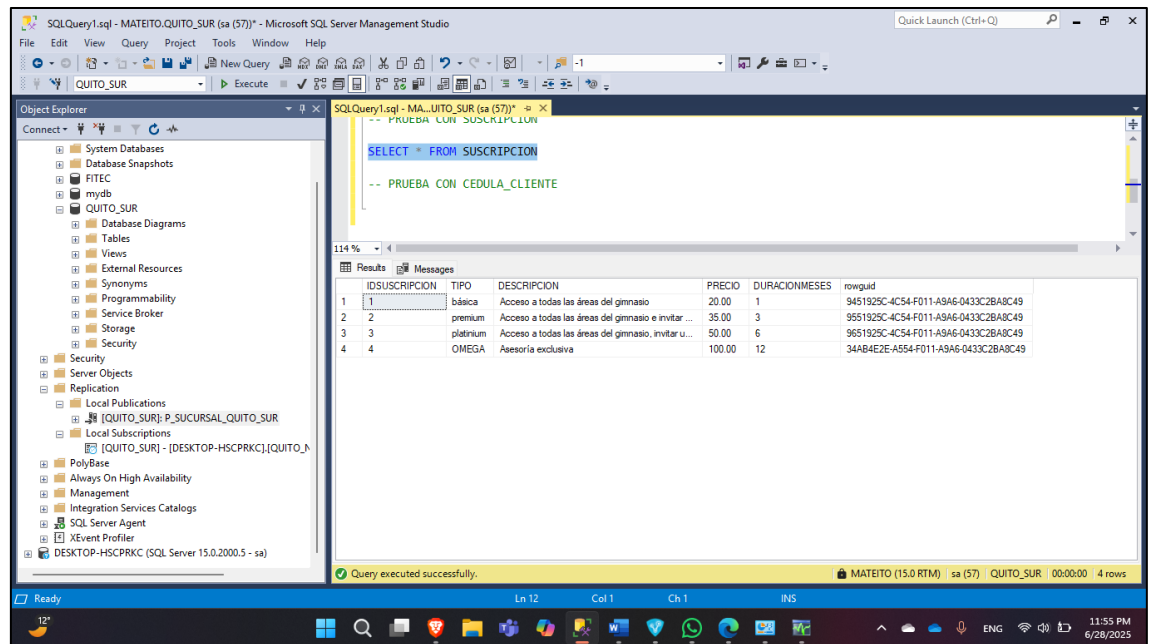 SQLQuery1.sql - MATEITO.QUITO_SUR (sa (57))* - Microsoft SQL Server Management Studio
Quick Launch (Ctrl+Q)
File Edit View Query Project Tools Window Help
New Query
-1
QUITO_SUR
Execute
Object Explorer
Connect
System Databases
Database Snapshots
FITEC
mydb
QUITO_SUR
Database Diagrams
Tables
Views
External Resources
Synonyms
Programmability
Service Broker
Storage
Security
Security
Server Objects
Replication
Local Publications
[QUITO_SUR]: P_SUCURSAL_QUITO_SUR
Local Subscriptions
[QUITO_SUR] - [DESKTOP-HSCPRKC].[QUITO_N
PolyBase
Always On High Availability
Management
Integration Services Catalogs
SQL Server Agent
XEvent Profiler
DESKTOP-HSCPRKC (SQL Server 15.0.2000.5 - sa)
SQLQuery1.sql - MA...UITO_SUR (sa (57))*
-- PRUEBA CON SUSCRIPCION
SELECT * FROM SUSCRIPCION
-- PRUEBA CON CEDULA_CLIENTE
114 %
Results Messages
IDSUSCRIPCION TIPO DESCRIPCION PRECIO DURACIONMESES rowguid
1 1 básica Acceso a todas las áreas del gimnasio 20.00 1 9451925C-4C54-F011-A9A6-0433C2BA8C49
2 2 premium Acceso a todas las áreas del gimnasio e invitar ... 35.00 3 9551925C-4C54-F011-A9A6-0433C2BA8C49
3 3 platinium Acceso a todas las áreas del gimnasio, invitar u... 50.00 6 9651925C-4C54-F011-A9A6-0433C2BA8C49
4 4 OMEGA Asesoría exclusiva 100.00 12 34AB4E2E-A554-F011-A9A6-0433C2BA8C49
Query executed successfully.
MATEITO (15.0 RTM) sa (57) QUITO_SUR 00:00:00 4 rows
Ready
Ln 12 Col 1 Ch 1 INS
12°
ENG
11:55 PM
6/28/2025